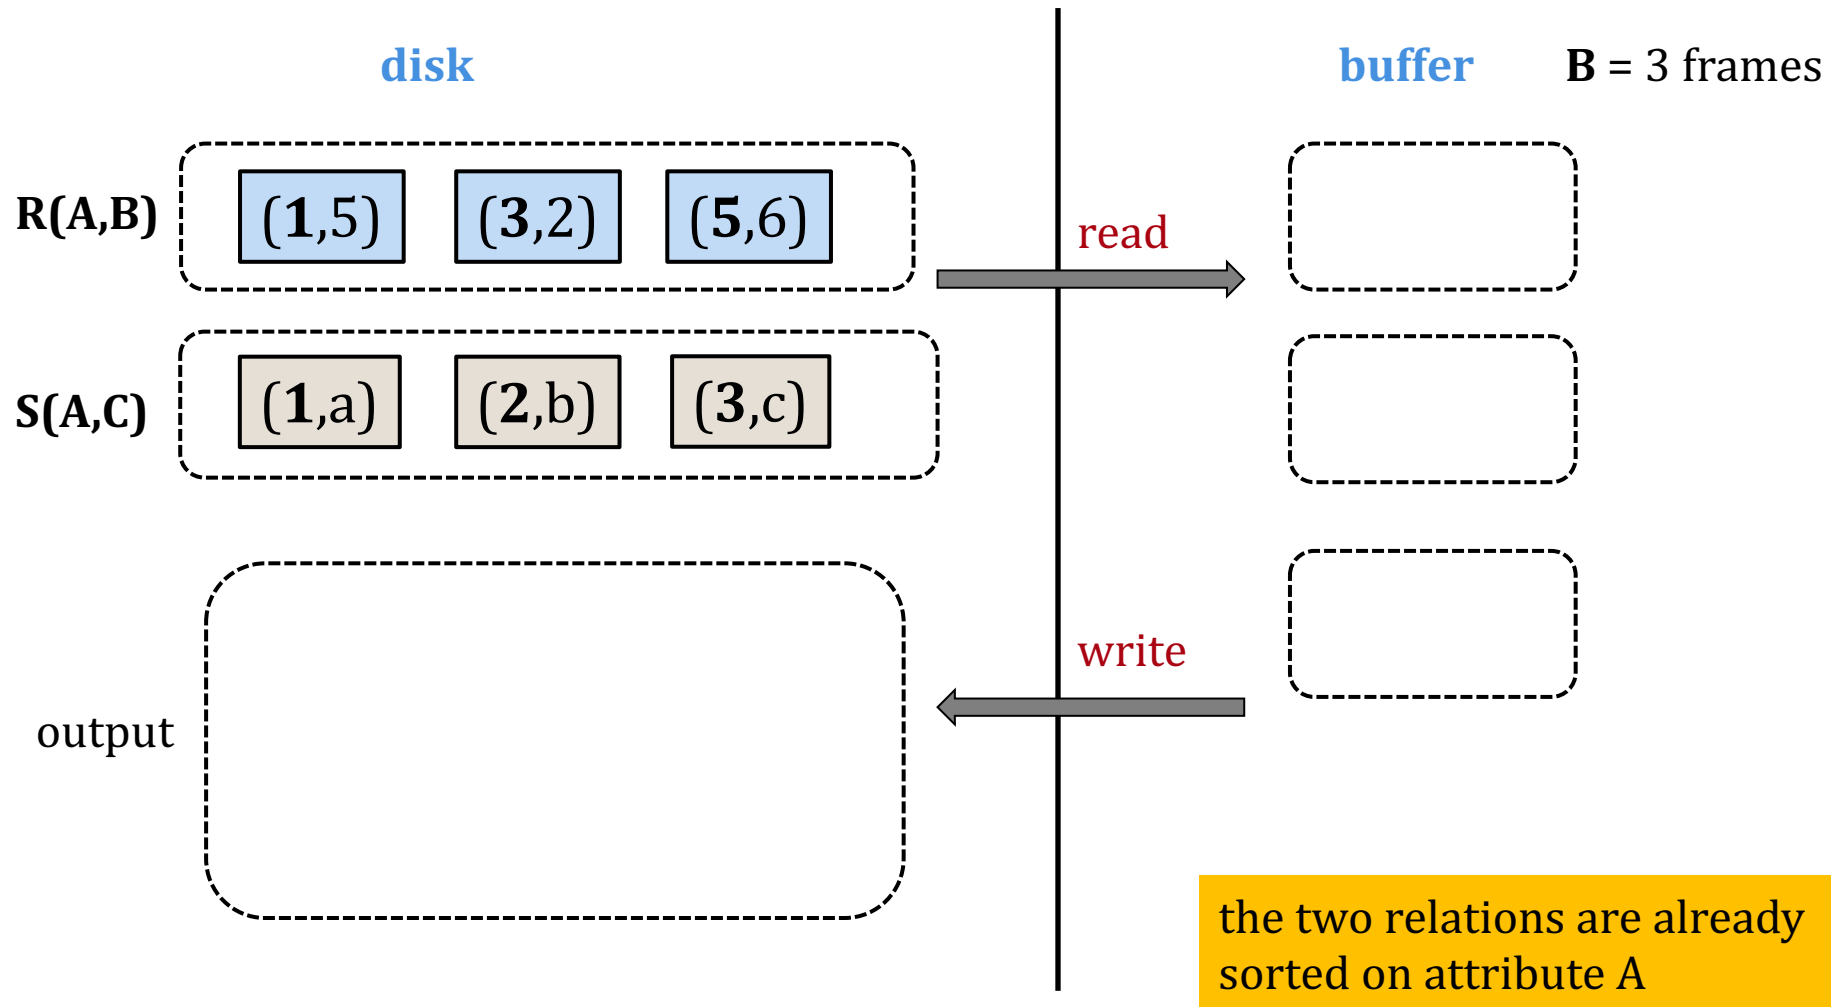 disk
buffer
B = 3 frames
R(A,B)
(1,5)
(3,2)
(5,6)
read
S(A,C)
(1,a)
(2,b)
(3,c)
write
output
the two relations are already
sorted on attribute A